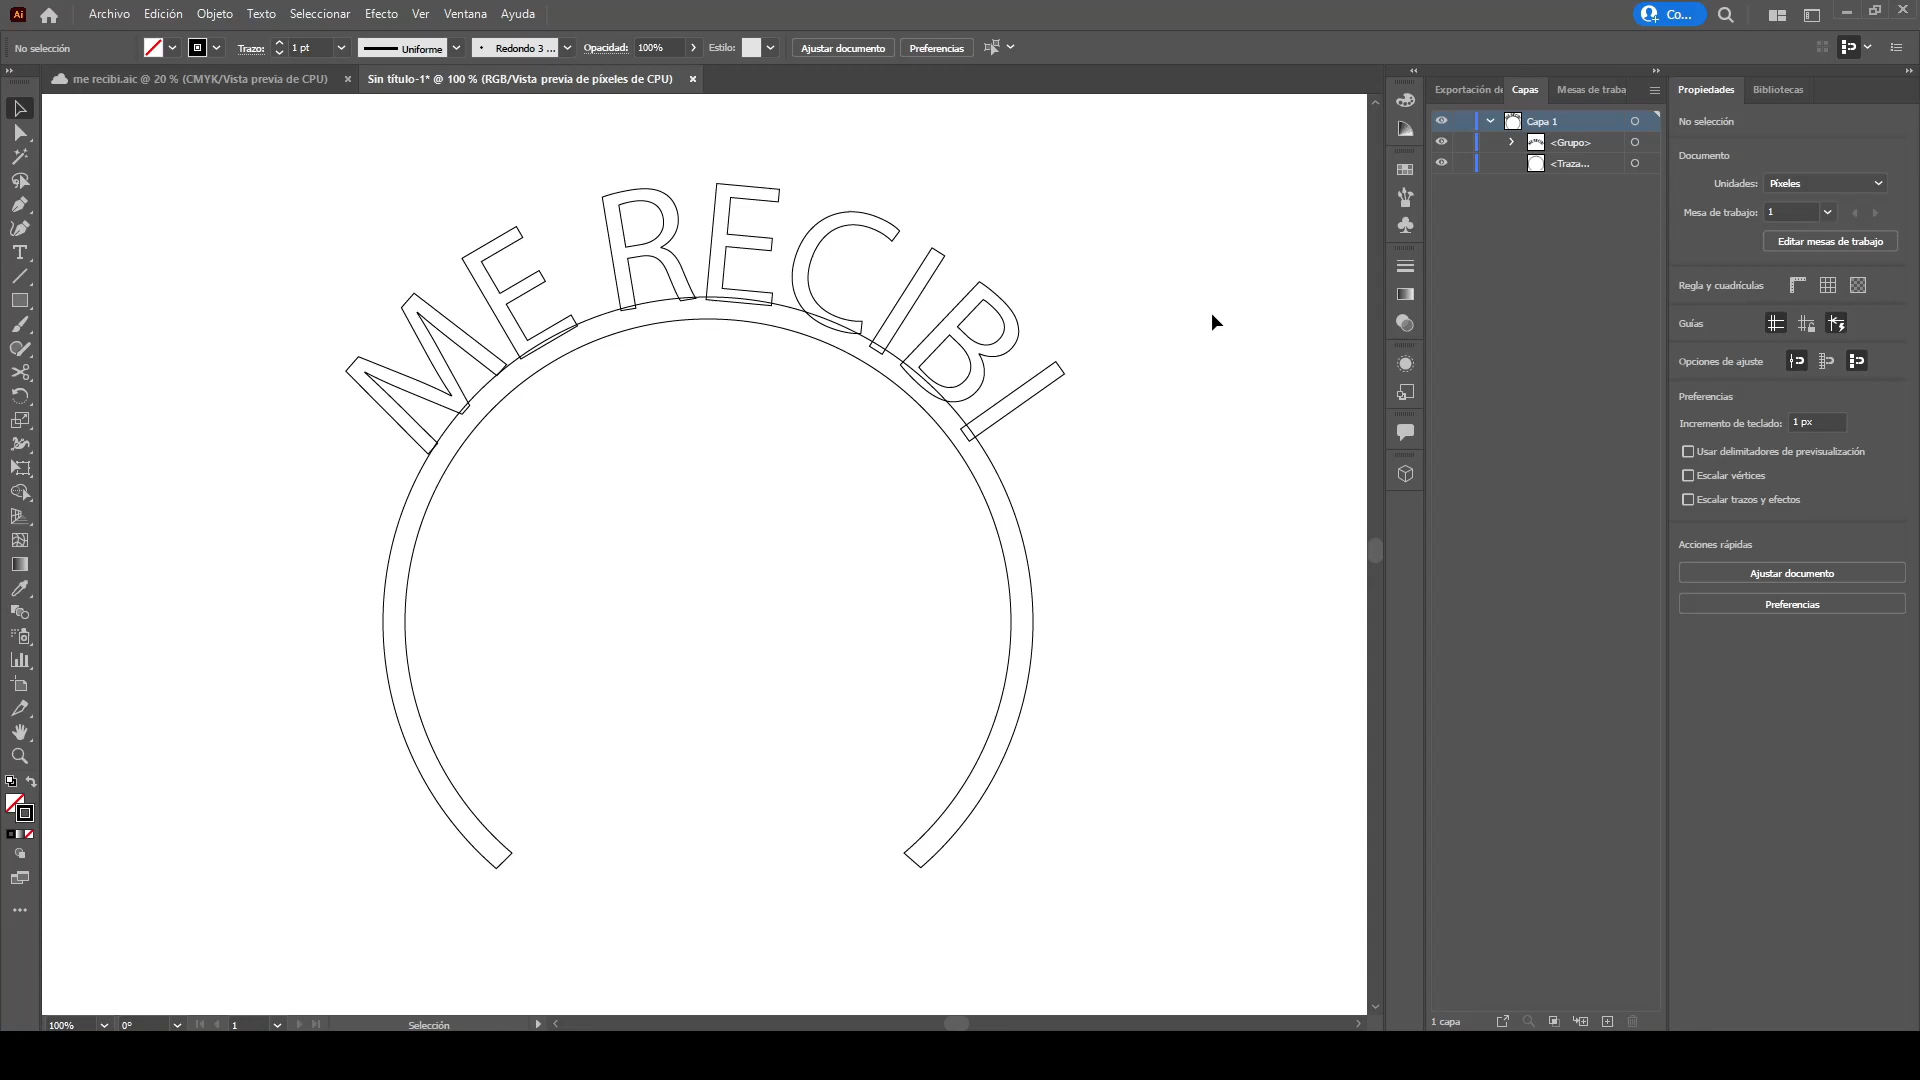 Ai Archivo Edición Objeto Texto Seleccionar Efecto Ver Ventana Ayuda Co...
No selección Trazo: 1 pt Uniforme Redondo 3 ... Opacidad: 100% Estilo: Ajustar documento Preferencias
me recibi.aic @ 20 % (CMYK/Vista previa de CPU) × Sin título-1* @ 100 % (RGB/Vista previa de píxeles de CPU) ×
ME RECIBI
Exportación de Capas Mesas de traba
Capa 1
<Grupo>
<Traza...
1 capa
Propiedades Bibliotecas
No selección
Documento
Unidades: Píxeles
Mesa de trabajo: 1
Editar mesas de trabajo
Regla y cuadrículas
Guías
Opciones de ajuste
Preferencias
Incremento de teclado: 1 px
Usar delimitadores de previsualización
Escalar vértices
Escalar trazos y efectos
Acciones rápidas
Ajustar documento
Preferencias
100% 0° 1 Selección